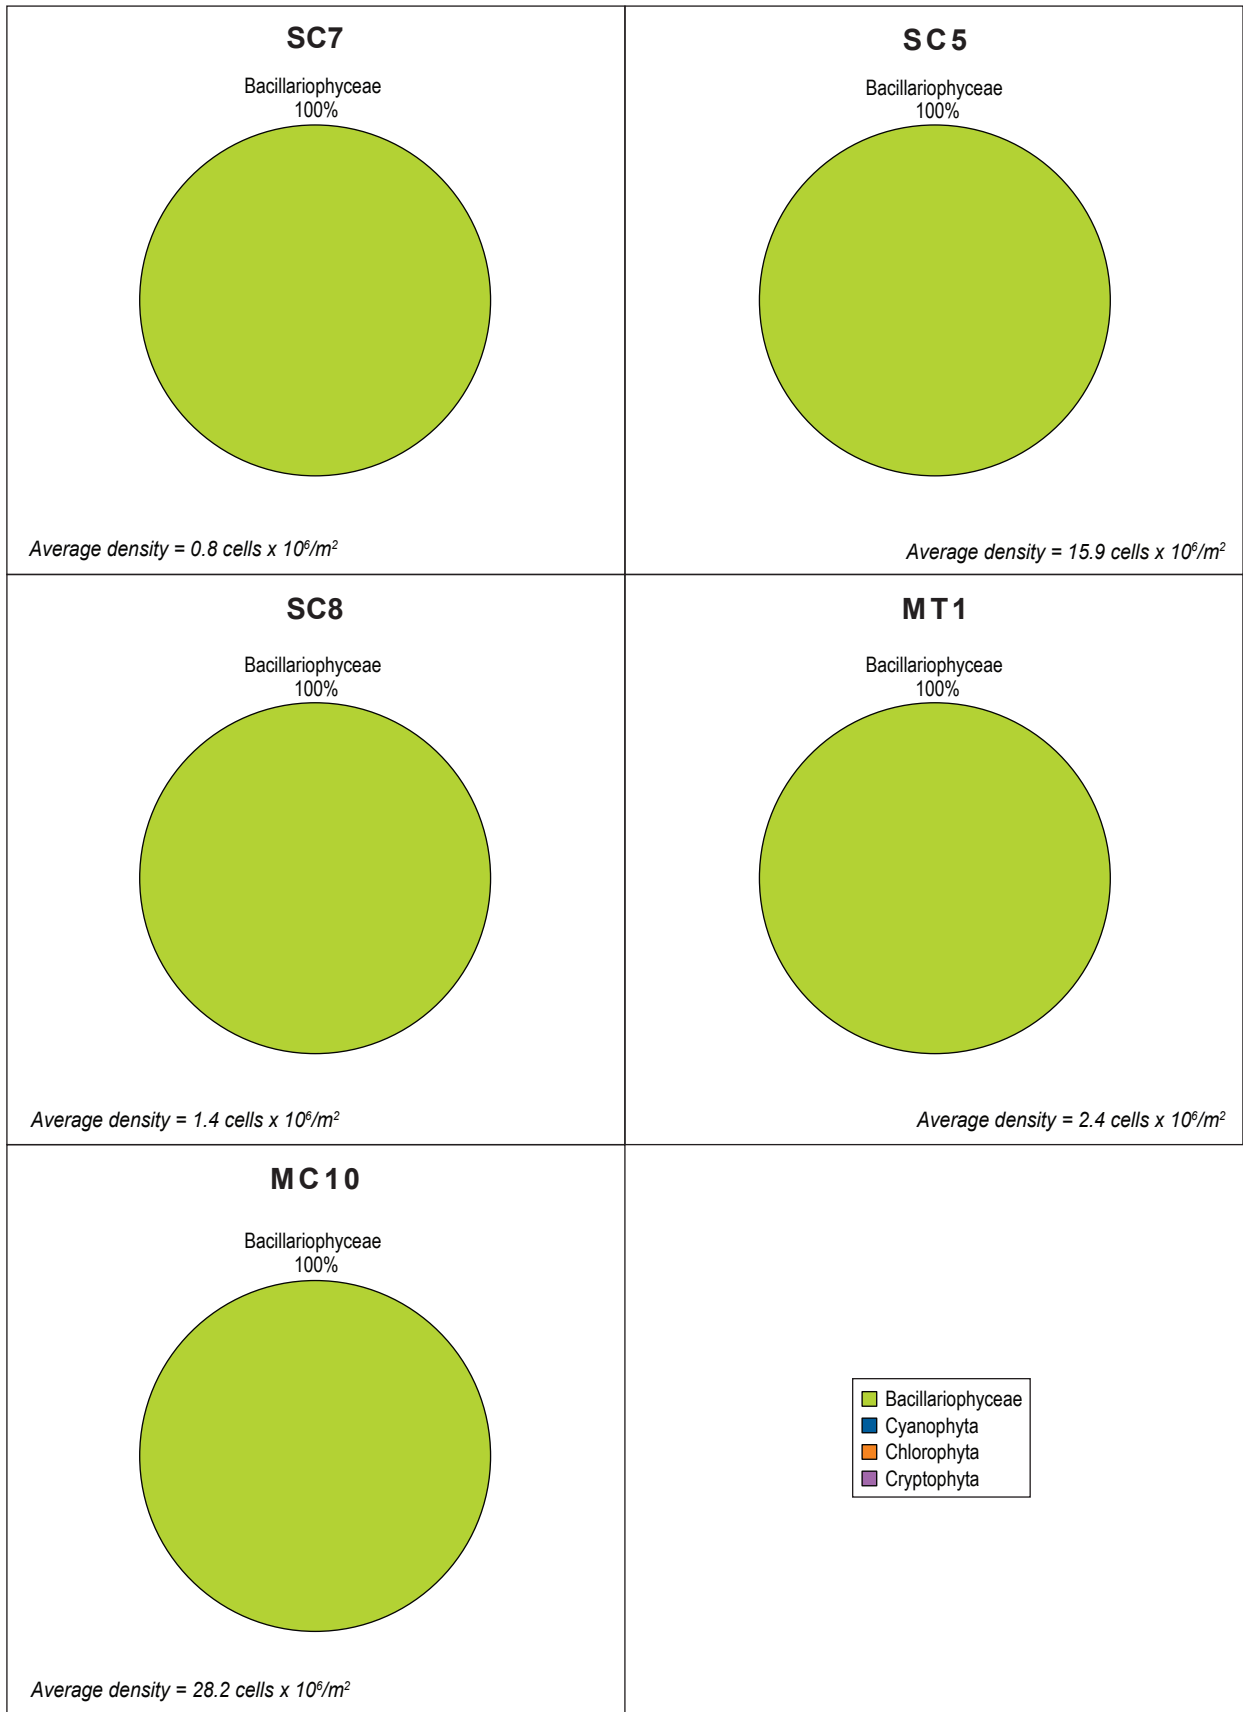 SC7
Bacillariophyceae
100%
Average density = 0.8 cells x 10⁶/m²
SC5
Bacillariophyceae
100%
Average density = 15.9 cells x 10⁶/m²
SC8
Bacillariophyceae
100%
Average density = 1.4 cells x 10⁶/m²
MT1
Bacillariophyceae
100%
Average density = 2.4 cells x 10⁶/m²
MC10
Bacillariophyceae
100%
Average density = 28.2 cells x 10⁶/m²
Bacillariophyceae
Cyanophyta
Chlorophyta
Cryptophyta